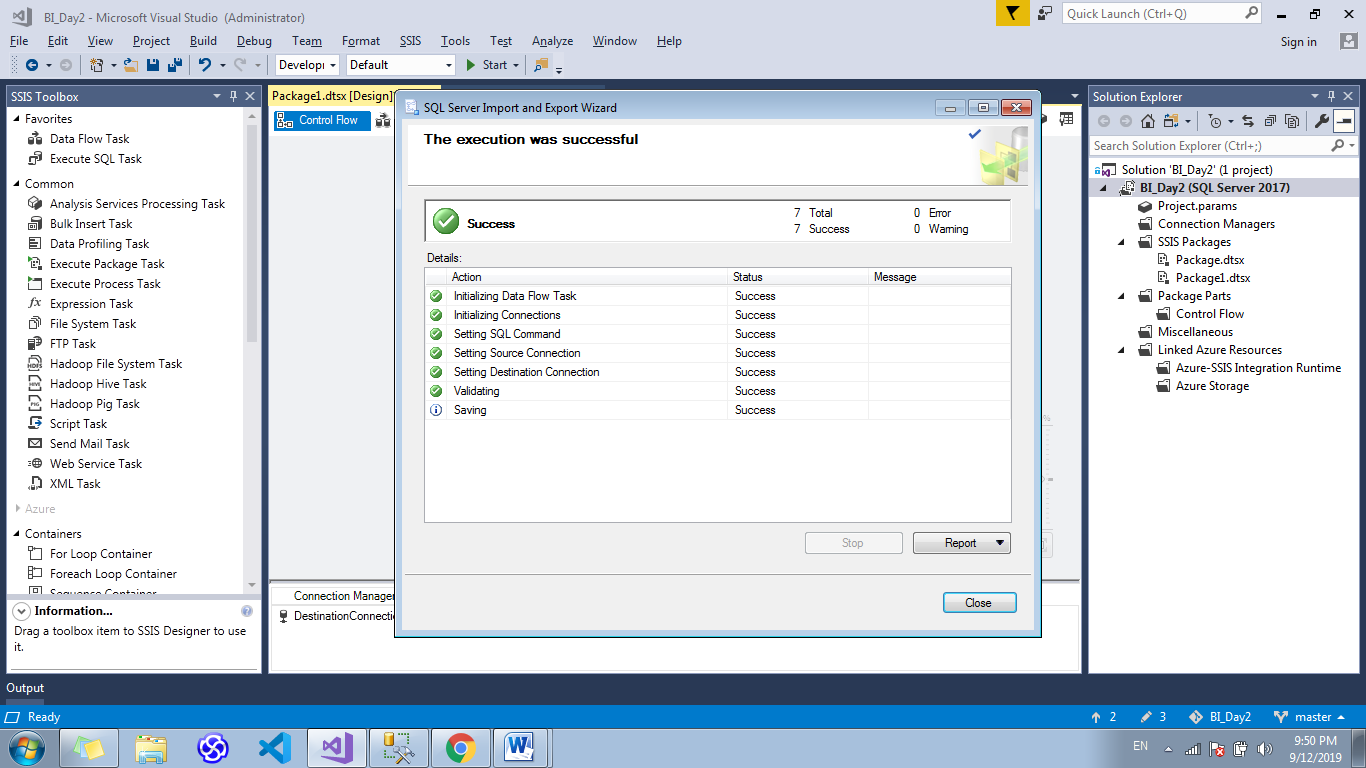 BI_Day2 - Microsoft Visual Studio (Administrator)
Quick Launch (Ctrl+Q)
File Edit View Project Build Debug Team Format SSIS Tools Test Analyze Window Help
Sign in
Develop Default Start
SSIS Toolbox
Favorites
Data Flow Task
Execute SQL Task
Common
Analysis Services Processing Task
Bulk Insert Task
Data Profiling Task
Execute Package Task
Execute Process Task
Expression Task
File System Task
FTP Task
Hadoop File System Task
Hadoop Hive Task
Hadoop Pig Task
Script Task
Send Mail Task
Web Service Task
XML Task
Azure
Containers
For Loop Container
Foreach Loop Container
Sequence Container
Information...
Drag a toolbox item to SSIS Designer to use
it.
Package1.dtsx [Design]
Control Flow
Connection Manager
DestinationConnecti
SQL Server Import and Export Wizard
The execution was successful
Success
7 Total 0 Error
7 Success 0 Warning
Details:
Action Status Message
Initializing Data Flow Task Success
Initializing Connections Success
Setting SQL Command Success
Setting Source Connection Success
Setting Destination Connection Success
Validating Success
Saving Success
Stop Report
Close
Solution Explorer
Search Solution Explorer (Ctrl+;)
Solution 'BI_Day2' (1 project)
BI_Day2 (SQL Server 2017)
Project.params
Connection Managers
SSIS Packages
Package.dtsx
Package1.dtsx
Package Parts
Control Flow
Miscellaneous
Linked Azure Resources
Azure-SSIS Integration Runtime
Azure Storage
Output
Ready
2 3 BI_Day2 master
EN
9:50 PM
9/12/2019